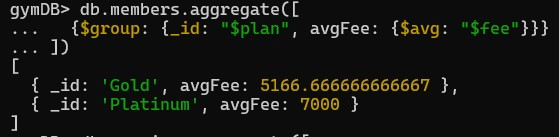 gymDB> db.members.aggregate([
...   {$group: {_id: "$plan", avgFee: {$avg: "$fee"}}}
... ])
[
  { _id: 'Gold', avgFee: 5166.666666666667 },
  { _id: 'Platinum', avgFee: 7000 }
]